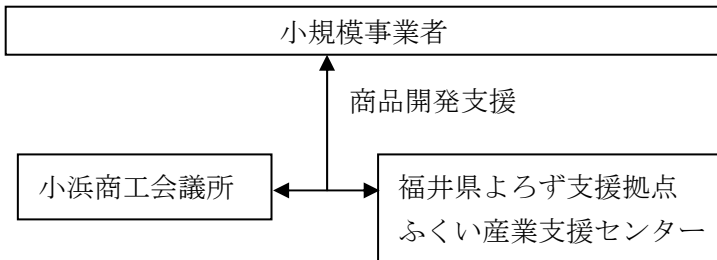 小規模事業者
商品開発支援
小浜商工会議所
福井県よろず支援拠点
ふくい産業支援センター